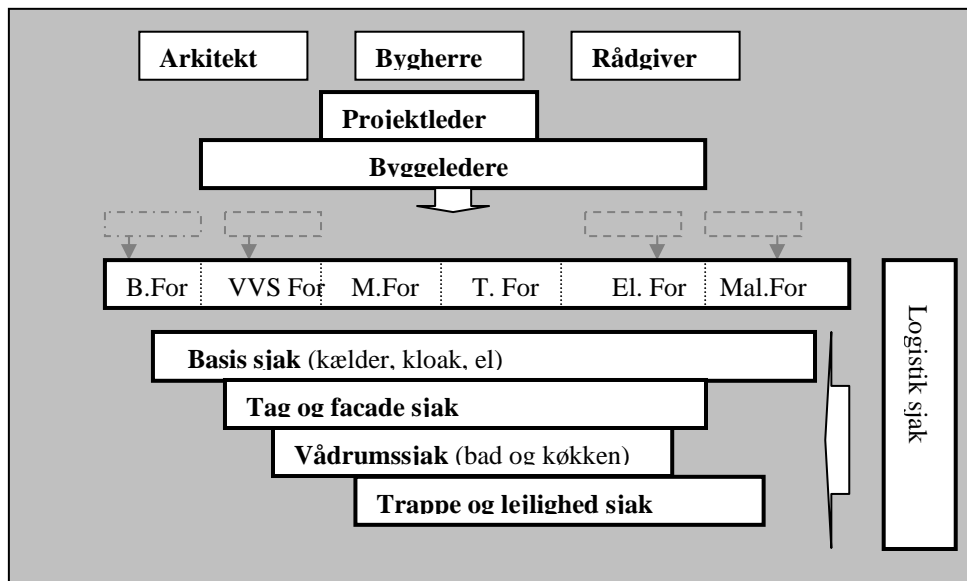 Arkitekt Bygherre Rådgiver
Projektleder
Byggeledere
B.For VVS For M.For T. For El. For Mal.For
Logistik sjak
Basis sjak (kælder, kloak, el)
Tag og facade sjak
Vådrumssjak (bad og køkken)
Trappe og lejlighed sjak